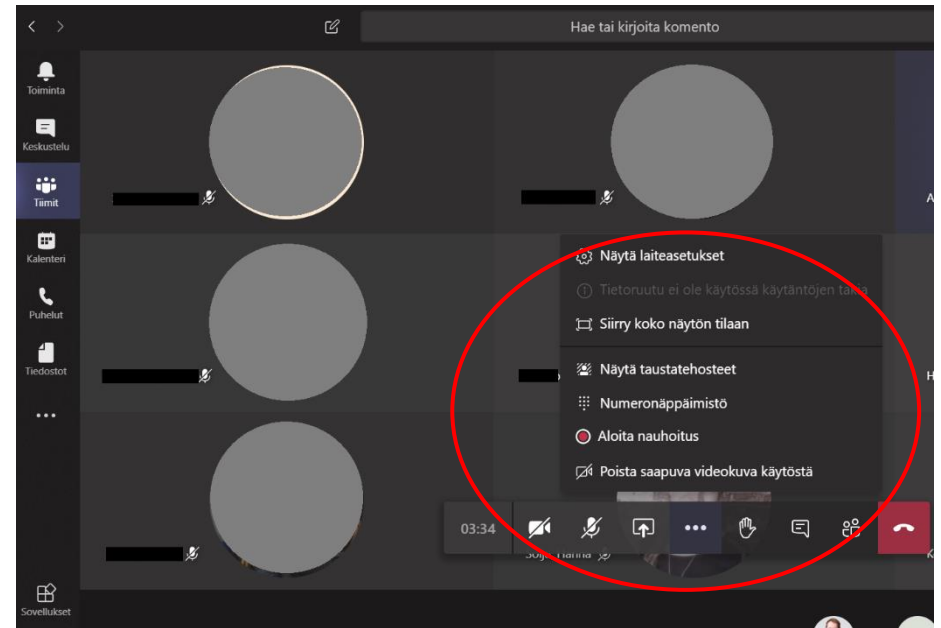 Hae tai kirjoita komento
Toiminta
Keskustelu
Tiimit
Kalenteri
Puhelut
Tiedostot
Sovellukset
Näytä laiteasetukset
Tietoruutu ei ole käytössä käytäntöjen takia
Siirry koko näytön tilaan
Näytä taustatehosteet
Numeronäppäimistö
Aloita nauhoitus
Poista saapuva videokuva käytöstä
03:34
A
H